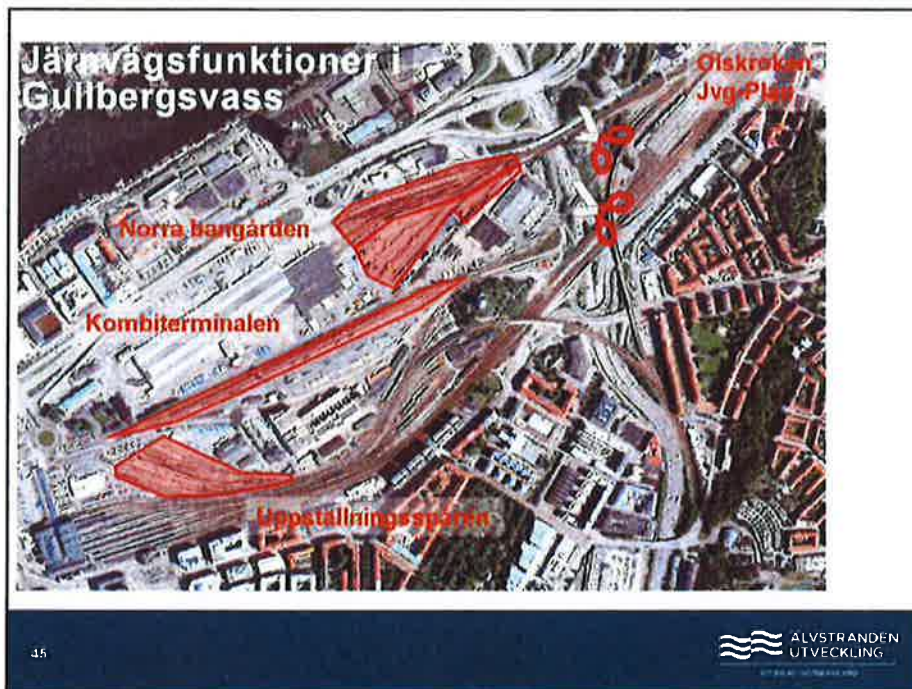 Järnvägsfunktioner i
Gullbergsvass
Olskroken
Jvg-Plan
Norra bangården
Kombiterminalen
Uppställningsspåren
45
ÄLVSTRANDEN
UTVECKLING